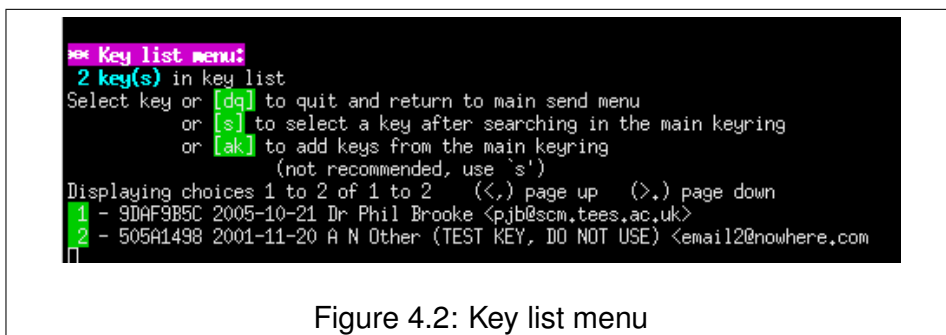 *** Key list menu:
2 key(s) in key list
Select key or [dq] to quit and return to main send menu
or [s] to select a key after searching in the main keyring
or [ak] to add keys from the main keyring
(not recommended, use `s')
Displaying choices 1 to 2 of 1 to 2 (<,) page up (>.) page down
1 - 9DAF9B5C 2005-10-21 Dr Phil Brooke <pjb@scm.tees.ac.uk>
2 - 505A1498 2001-11-20 A N Other (TEST KEY, DO NOT USE) <email2@nowhere.com
Figure 4.2: Key list menu